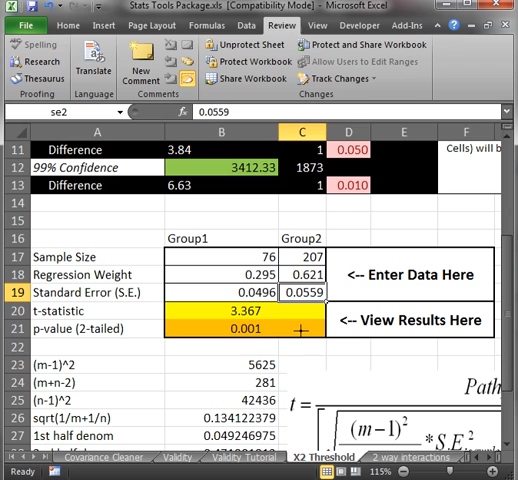 Stats Tools Package.xls [Compatibility Mode] - Microsoft Excel
File Home Insert Page Layout Formulas Data Review View Developer Add-Ins
Spelling
Research
Thesaurus
Translate
New Comment
Unprotect Sheet
Protect Workbook
Share Workbook
Protect and Share Workbook
Allow Users to Edit Ranges
Track Changes
Proofing Language Comments Changes
se2 fx 0.0559
A B C D E F
11 Difference 3.84 1 0.050 Cells) will b
12 99% Confidence 3412.33 1873
13 Difference 6.63 1 0.010
14
15
16 Group1 Group2
17 Sample Size 76 207
18 Regression Weight 0.295 0.621 <-- Enter Data Here
19 Standard Error (S.E.) 0.0496 0.0559
20 t-statistic 3.367 <-- View Results Here
21 p-value (2-tailed) 0.001
22
23 (m-1)^2 5625
24 (m+n-2) 281
25 (n-1)^2 42436
26 sqrt(1/m+1/n) 0.134122379
27 1st half denom 0.049246975
Path
t =
(m−1)²
*S.E.²
Covariance Cleaner Validity Validity Tutorial X2 Threshold 2 way interactions
Ready 115%